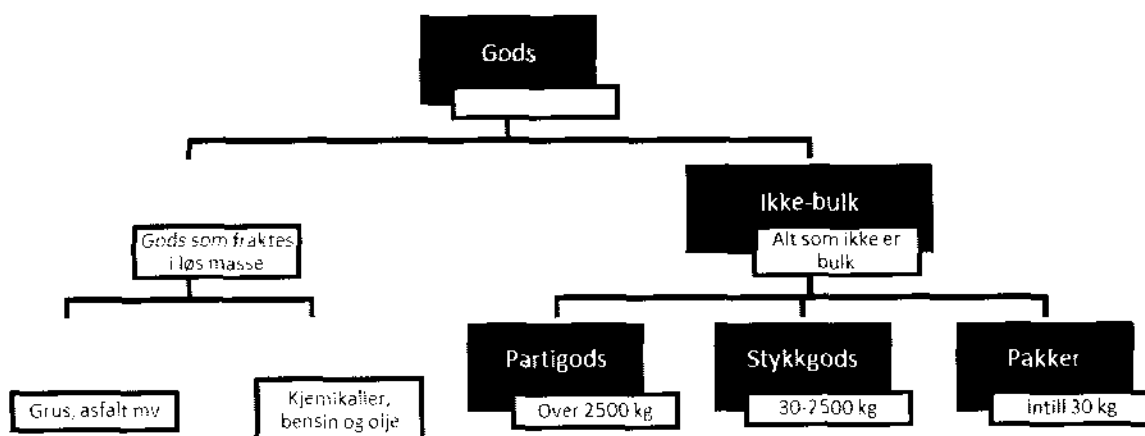 Gods
Ikke-bulk
Gods som fraktes
i løs masse
Alt som ikke er
bulk
Partigods
Stykkgods
Pakker
Grus, asfalt mv
Kjemikalier,
bensin og olje
Over 2500 kg
30-2500 kg
intill 30 kg